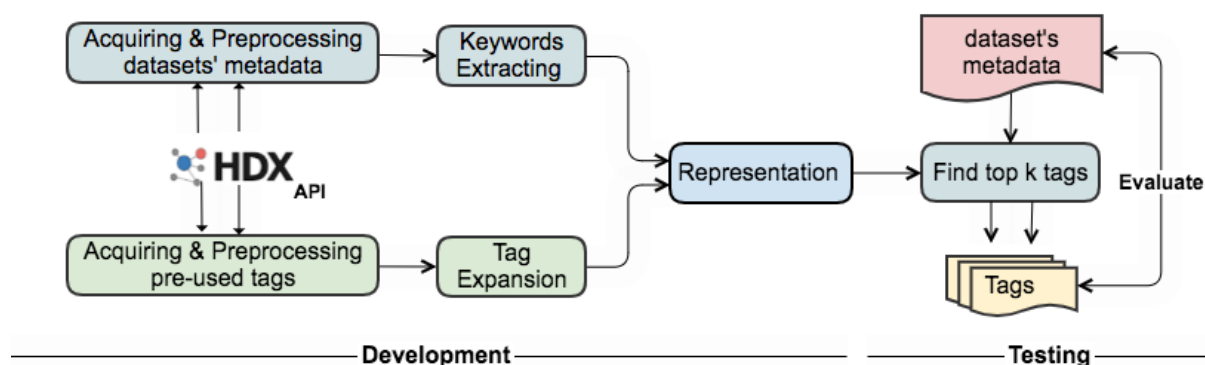 Acquiring & Preprocessing
datasets' metadata
Keywords
Extracting
dataset's
metadata
HDX
API
Representation
Find top k tags
Evaluate
Acquiring & Preprocessing
pre-used tags
Tag
Expansion
Tags
Development
Testing